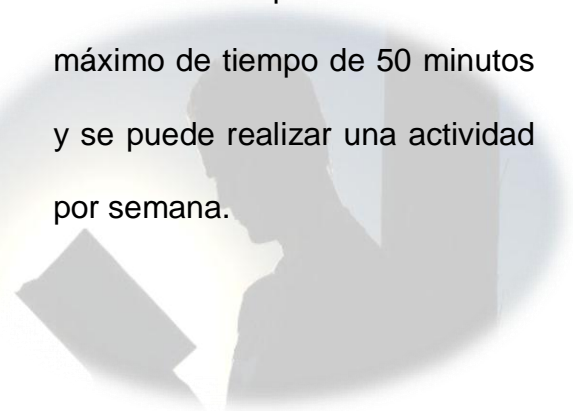 máximo de tiempo de 50 minutos
y se puede realizar una actividad
por semana.